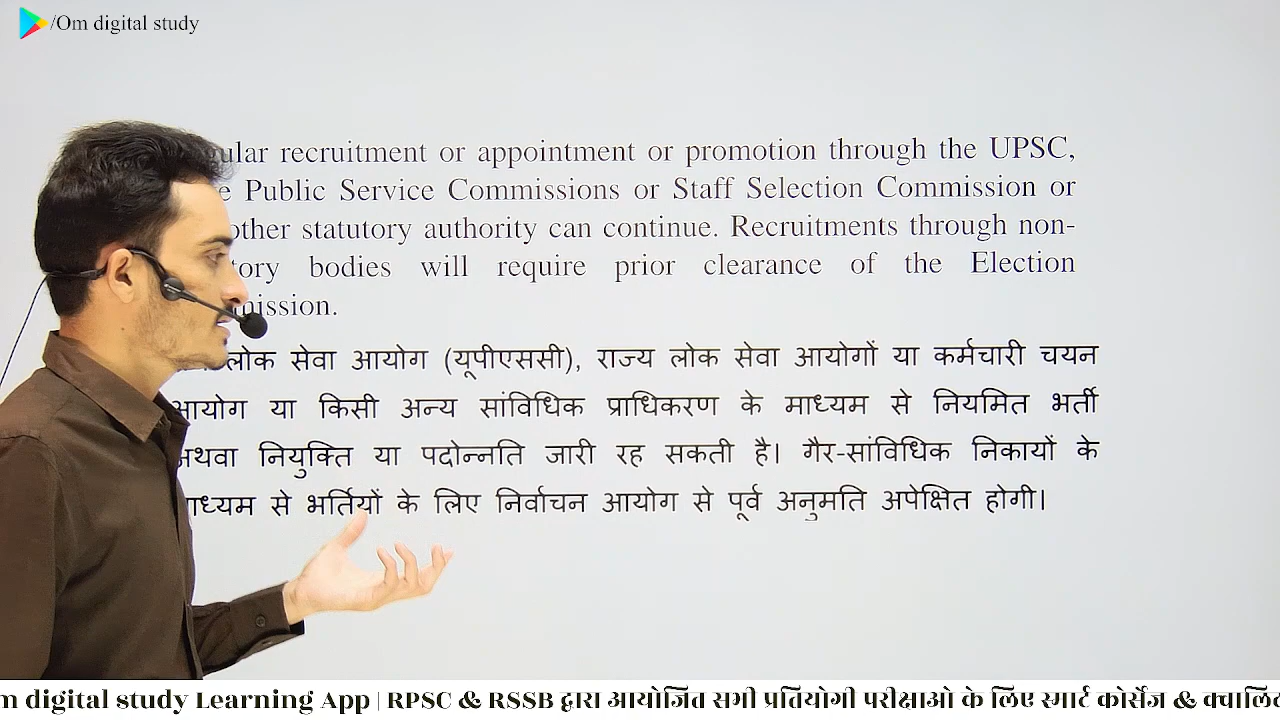 /Om digital study
recruitment or appointment or promotion through the UPSC,
Public Service Commissions or Staff Selection Commission or
other statutory authority can continue. Recruitments through non-
bodies will require prior clearance of the Election
लोक सेवा आयोग (यूपीएससी), राज्य लोक सेवा आयोगों या कर्मचारी चयन
आयोग या किसी अन्य सांविधिक प्राधिकरण के माध्यम से नियमित भर्ती
अथवा नियुक्ति या पदोन्नति जारी रह सकती है। गैर-सांविधिक निकायों के
माध्यम से भर्तियों के लिए निर्वाचन आयोग से पूर्व अनुमति अपेक्षित होगी।
digital study Learning App | RPSC & RSSB द्वारा आयोजित सभी प्रतियोगी परीक्षाओ के लिए स्मार्ट कोर्सेज &